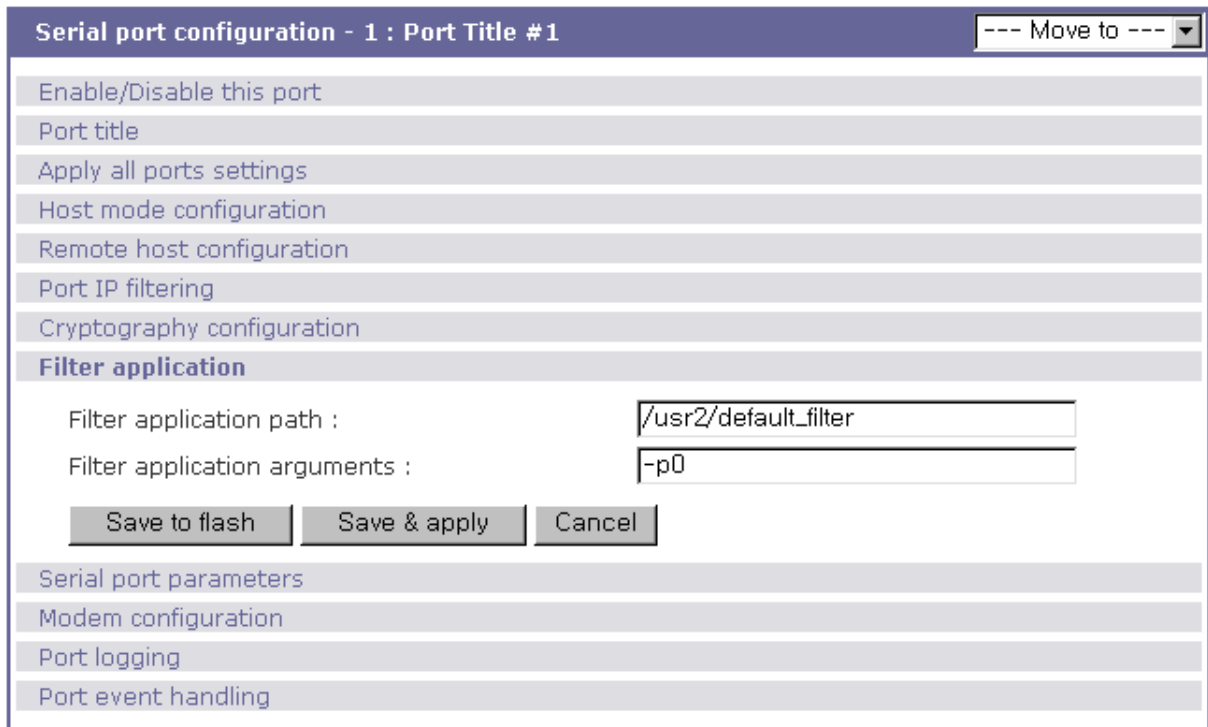 Serial port configuration - 1 : Port Title #1 --- Move to ---
Enable/Disable this port
Port title
Apply all ports settings
Host mode configuration
Remote host configuration
Port IP filtering
Cryptography configuration
Filter application
Filter application path : /usr2/default_filter
Filter application arguments : -p0
Save to flash Save & apply Cancel
Serial port parameters
Modem configuration
Port logging
Port event handling